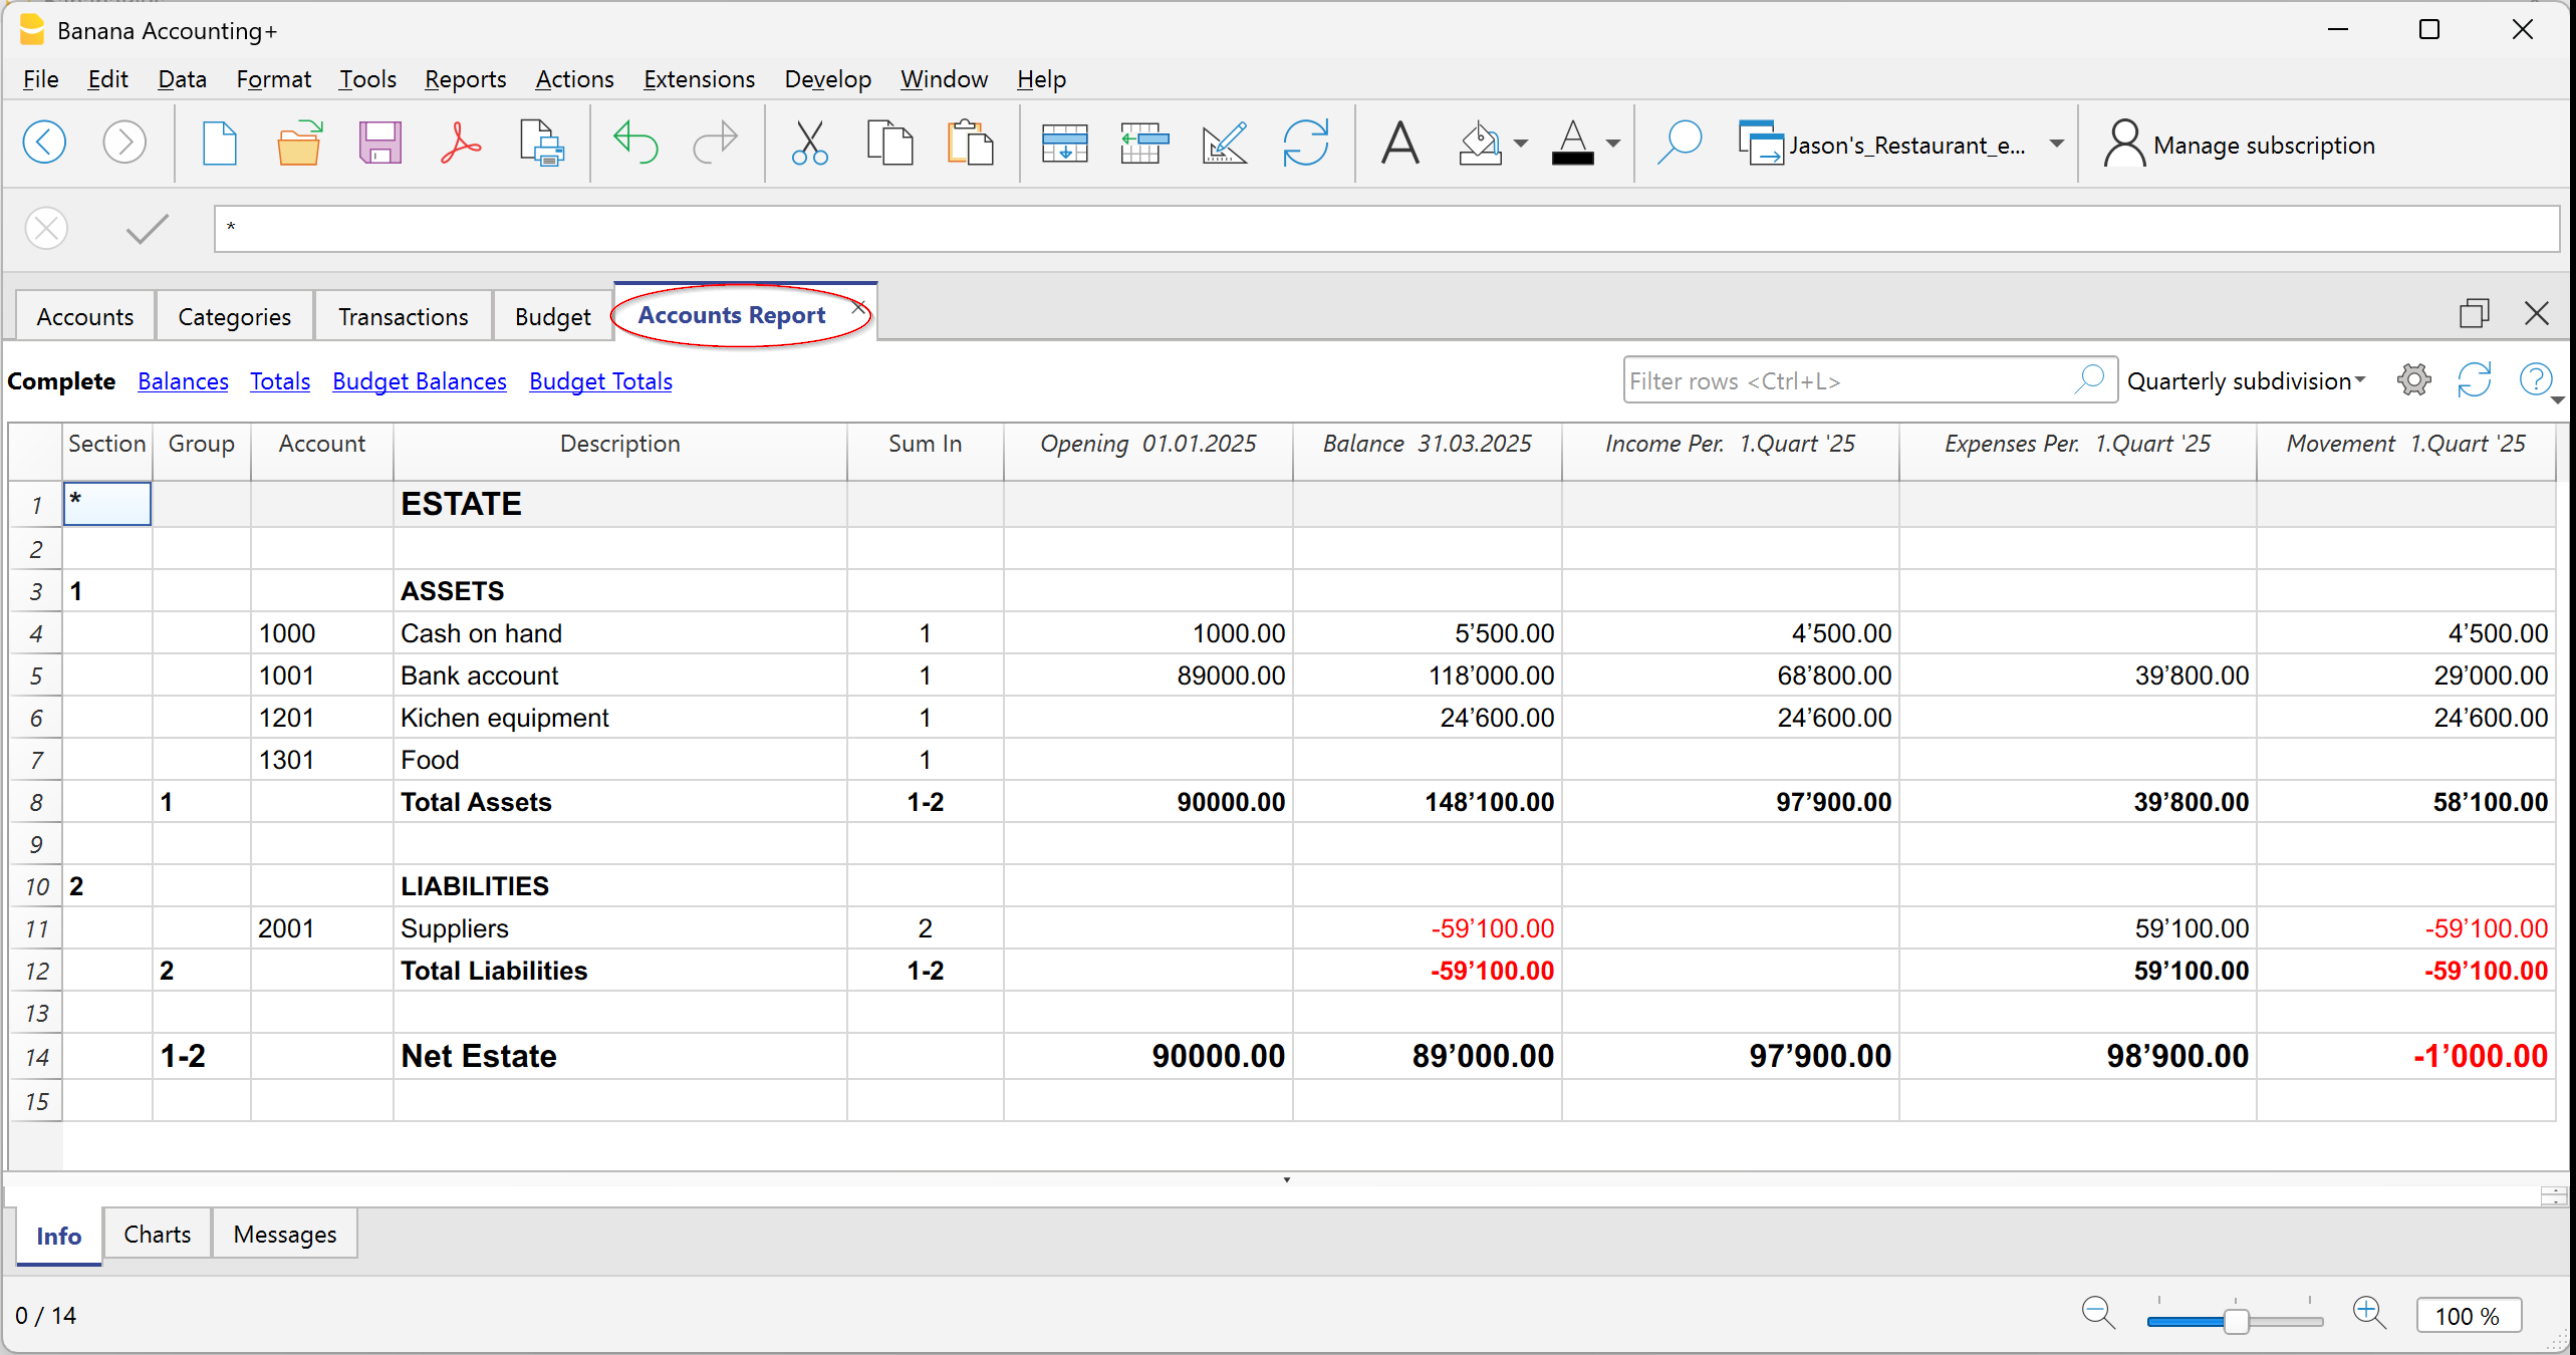 Banana Accounting+
File Edit Data Format Tools Reports Actions Extensions Develop Window Help
Jason's_Restaurant_e... Manage subscription
*
Accounts Categories Transactions Budget Accounts Report
Complete Balances Totals Budget Balances Budget Totals Filter rows <Ctrl+L> Quarterly subdivision
Section Group Account Description Sum In Opening 01.01.2025 Balance 31.03.2025 Income Per. 1.Quart '25 Expenses Per. 1.Quart '25 Movement 1.Quart '25
1 * ESTATE
2
3 1 ASSETS
4 1000 Cash on hand 1 1000.00 5’500.00 4’500.00 4’500.00
5 1001 Bank account 1 89000.00 118’000.00 68’800.00 39’800.00 29’000.00
6 1201 Kichen equipment 1 24’600.00 24’600.00 24’600.00
7 1301 Food 1
8 1 Total Assets 1-2 90000.00 148’100.00 97’900.00 39’800.00 58’100.00
9
10 2 LIABILITIES
11 2001 Suppliers 2 -59’100.00 59’100.00 -59’100.00
12 2 Total Liabilities 1-2 -59’100.00 59’100.00 -59’100.00
13
14 1-2 Net Estate 90000.00 89’000.00 97’900.00 98’900.00 -1’000.00
15
Info Charts Messages
0 / 14 100 %